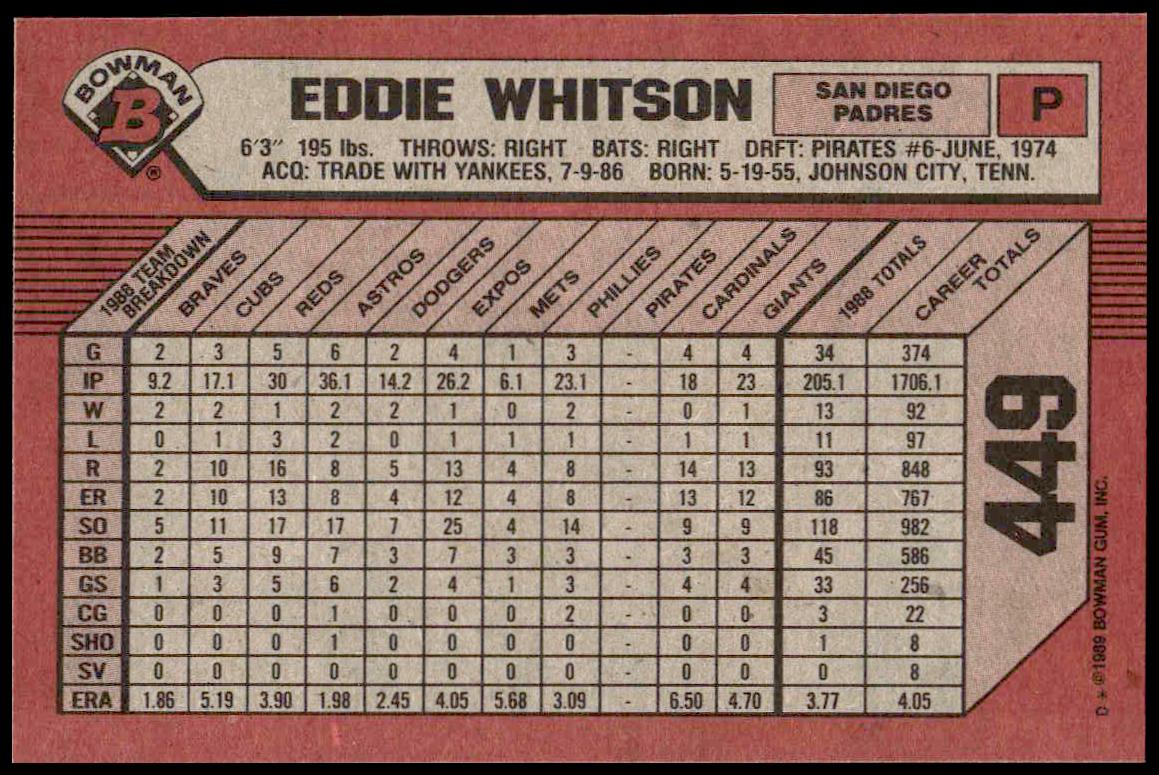 BOWMAN
B
®
EDDIE WHITSON
SAN DIEGO
PADRES
P
6'3" 195 lbs. THROWS: RIGHT BATS: RIGHT DRFT: PIRATES #6-JUNE, 1974
ACQ: TRADE WITH YANKEES, 7-9-86 BORN: 5-19-55, JOHNSON CITY, TENN.
1988 TEAM
BREAKDOWN
BRAVES
CUBS
REDS
ASTROS
DODGERS
EXPOS
METS
PHILLIES
PIRATES
CARDINALS
GIANTS
1988 TOTALS
CAREER
TOTALS
G 2 3 5 6 2 4 1 3 - 4 4 34 374
IP 9.2 17.1 30 36.1 14.2 26.2 6.1 23.1 - 18 23 205.1 1706.1
W 2 2 1 2 2 1 0 2 - 0 1 13 92
L 0 1 3 2 0 1 1 1 - 1 1 11 97
R 2 10 16 8 5 13 4 8 - 14 13 93 848
ER 2 10 13 8 4 12 4 8 - 13 12 86 767
SO 5 11 17 17 7 25 4 14 - 9 9 118 982
BB 2 5 9 7 3 7 3 3 - 3 3 45 586
GS 1 3 5 6 2 4 1 3 - 4 4 33 256
CG 0 0 0 1 0 0 0 2 - 0 0 3 22
SHO 0 0 0 1 0 0 0 0 - 0 0 1 8
SV 0 0 0 0 0 0 0 0 - 0 0 0 8
ERA 1.86 5.19 3.90 1.98 2.45 4.05 5.68 3.09 - 6.50 4.70 3.77 4.05
449
D * ©1989 BOWMAN GUM, INC.